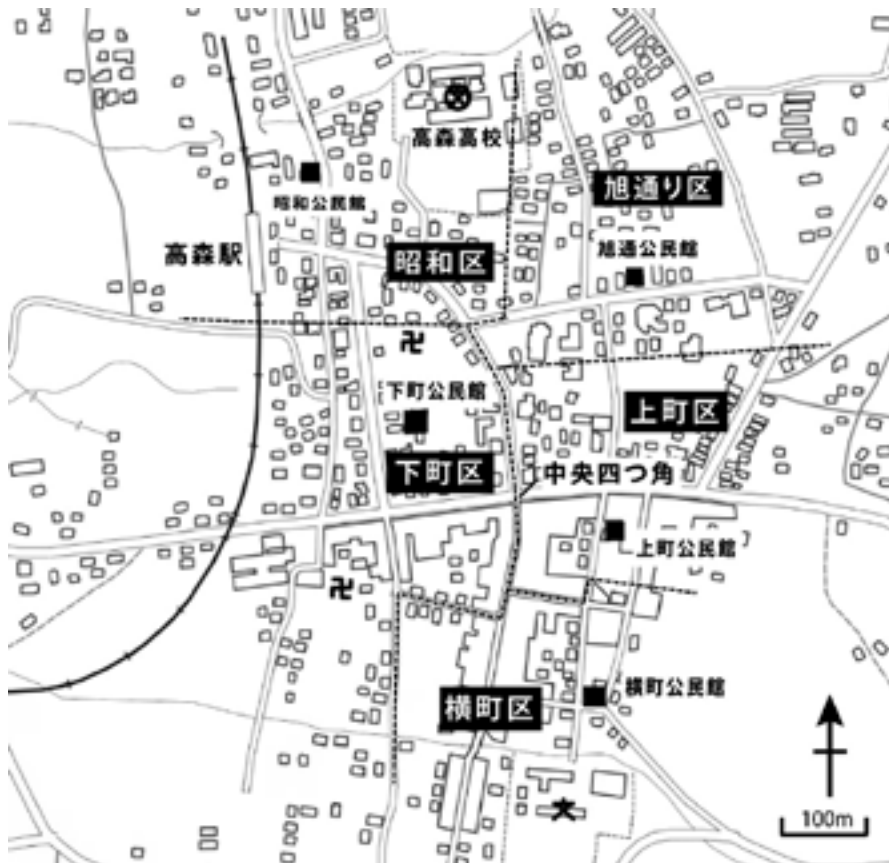 高森高校
旭通り区
昭和公民館
高森駅
昭和区
旭通公民館
下町公民館
上町区
下町区
中央四つ角
上町公民館
横町区
横町公民館
100m